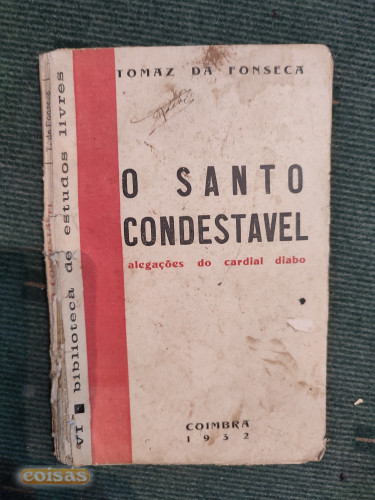 TOMAZ DA FONSECA
O SANTO
CONDESTAVEL
alegações do cardial diabo
COIMBRA
1932
VI biblioteca de estudos livres
coisas